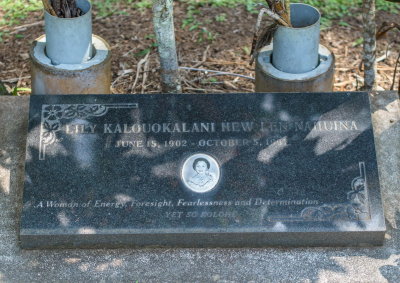 LILY KALOUOKALANI HEW LEN NAHUINA
JUNE 15, 1902 - OCTOBER 5,
A Woman of Energy, Foresight, Fearlessness and Determination
YET SO